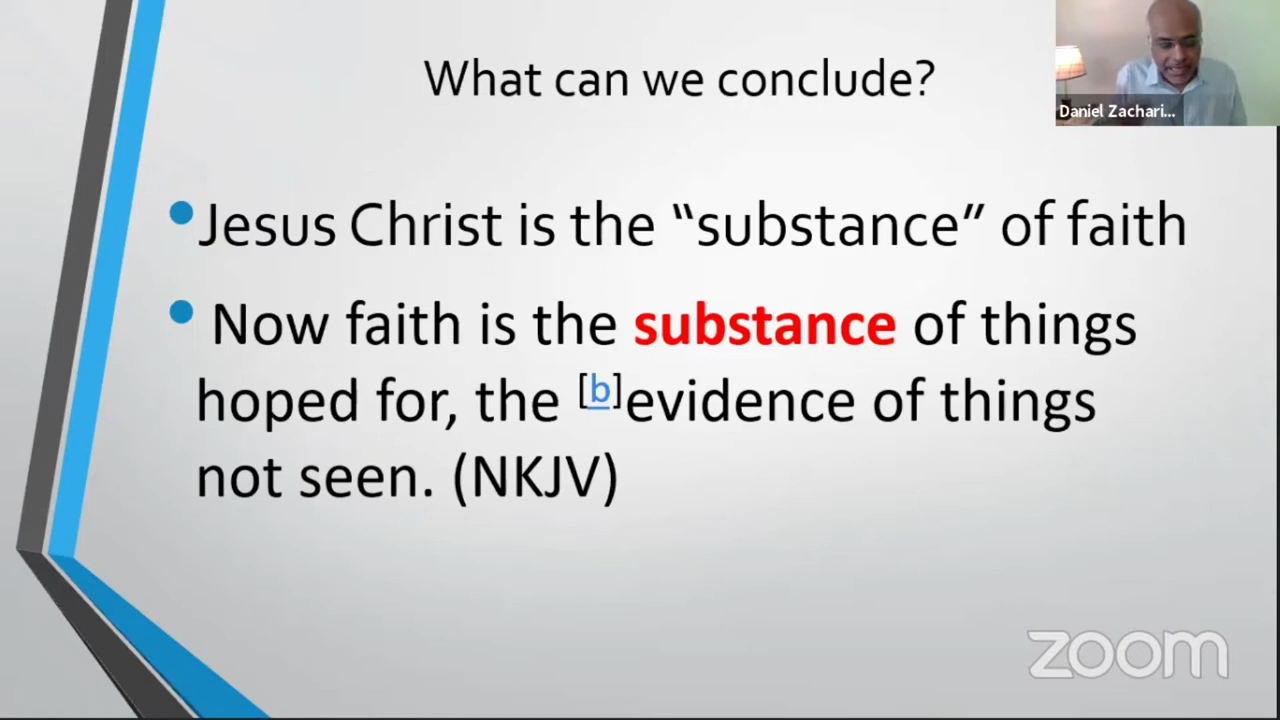 What can we conclude?
Daniel Zachari...
•Jesus Christ is the “substance” of faith
• Now faith is the substance of things
hoped for, the [b]evidence of things
not seen. (NKJV)
zoom